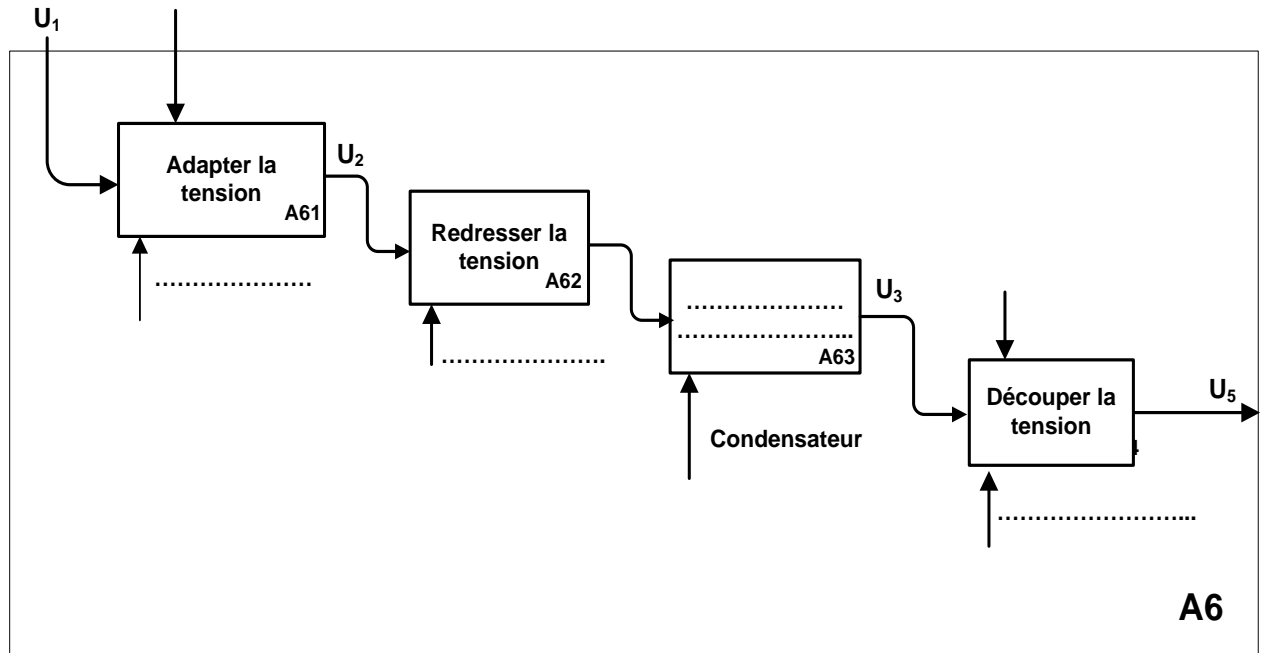 U₁
Adapter la
tension
A61
U₂
.....................
Redresser la
tension
A62
......................
.....................
........................
A63
U₃
Condensateur
Découper la
tension
U₅
...........................
A6